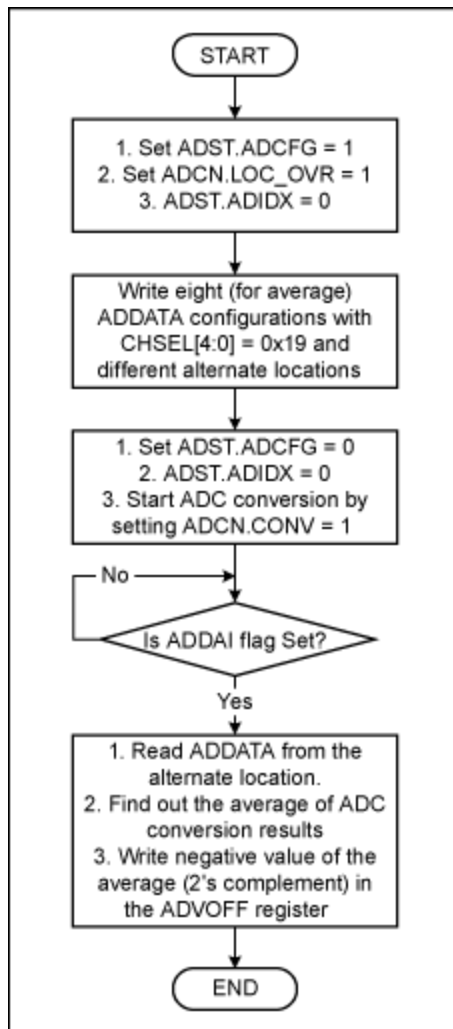 START
1. Set ADST.ADCFG = 1
2. Set ADCN.LOC_OVR = 1
3. ADST.ADIDX = 0
Write eight (for average)
ADDATA configurations with
CHSEL[4:0] = 0x19 and
different alternate locations
1. Set ADST.ADCFG = 0
2. ADST.ADIDX = 0
3. Start ADC conversion by
setting ADCN.CONV = 1
No
Is ADDAI flag Set?
Yes
1. Read ADDATA from the
alternate location.
2. Find out the average of ADC
conversion results
3. Write negative value of the
average (2's complement) in
the ADVOFF register
END